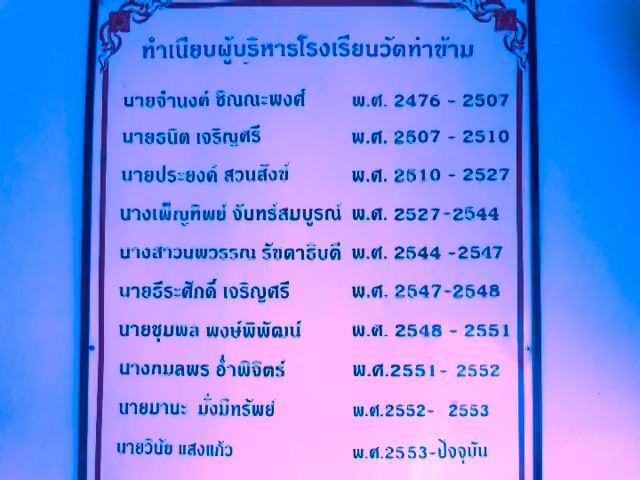 ทำเนียบผู้บริหารโรงเรียนวัดท่าข้าม
นายจำนงค์ ชิณณะพงศ์ พ.ศ. 2476 - 2507
นายธนิต เจริญศรี พ.ศ. 2507 - 2510
นายประยงค์ สวนสังข์ พ.ศ. 2510 - 2527
นางเพ็ญทิพย์ จันทร์สมบูรณ์ พ.ศ. 2527-2544
นางสาวนพวรรณ รัชดาธิบดี พ.ศ. 2544 -2547
นายธีระศักดิ์ เจริญศรี พ.ศ. 2547-2548
นายชุมพล พงษ์พิพัฒน์ พ.ศ. 2548 - 2551
นางกมลพร อ่ำพิจิตร์ พ.ศ.2551- 2552
นายมานะ มั่งมีทรัพย์ พ.ศ.2552- 2553
นายวินัย แสงแก้ว พ.ศ.2553-ปัจจุบัน